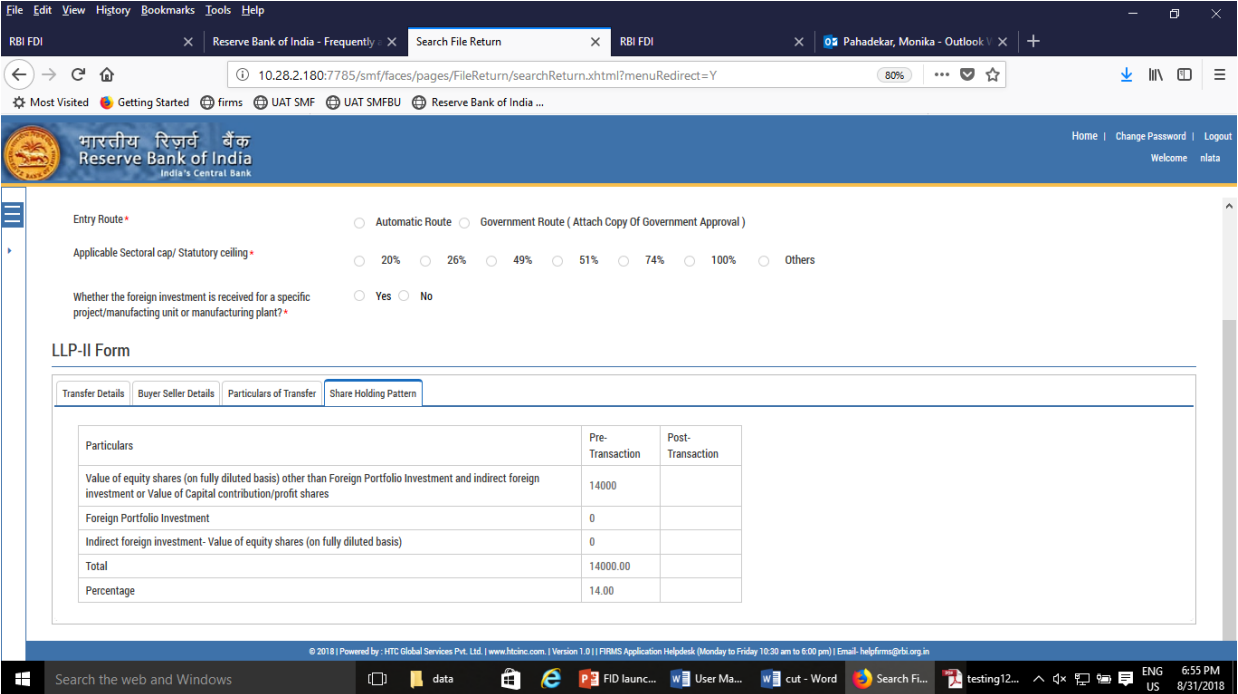 File Edit View History Bookmarks Tools Help
RBI FDI Reserve Bank of India - Frequently Search File Return RBI FDI Pahadekar, Monika - Outlook
10.28.2.180:7785/smf/faces/pages/FileReturn/searchReturn.xhtml?menuRedirect=Y 80%
Most Visited Getting Started firms UAT SMF UAT SMFBU Reserve Bank of India ...
भारतीय रिज़र्व बैंक
Reserve Bank of India
India's Central Bank
Home | Change Password | Logout
Welcome nlata
Entry Route* Automatic Route Government Route ( Attach Copy Of Government Approval )
Applicable Sectoral cap/ Statutory ceiling* 20% 26% 49% 51% 74% 100% Others
Whether the foreign investment is received for a specific Yes No
project/manufacting unit or manufacturing plant?*
LLP-II Form
Transfer Details Buyer Seller Details Particulars of Transfer Share Holding Pattern
Particulars Pre- Post-
Transaction Transaction
Value of equity shares (on fully diluted basis) other than Foreign Portfolio Investment and indirect foreign 14000
investment or Value of Capital contribution/profit shares
Foreign Portfolio Investment 0
Indirect foreign investment- Value of equity shares (on fully diluted basis) 0
Total 14000.00
Percentage 14.00
© 2018 | Powered by : HTC Global Services Pvt. Ltd. | www.htcinc.com. | Version 1.0 | | FIRMS Application Helpdesk (Monday to Friday 10:30 am to 6:00 pm) | Email- helpfirms@rbi.org.in
Search the web and Windows data FID launc... User Ma... cut - Word Search Fi... testing12... ENG 6:55 PM
US 8/31/2018